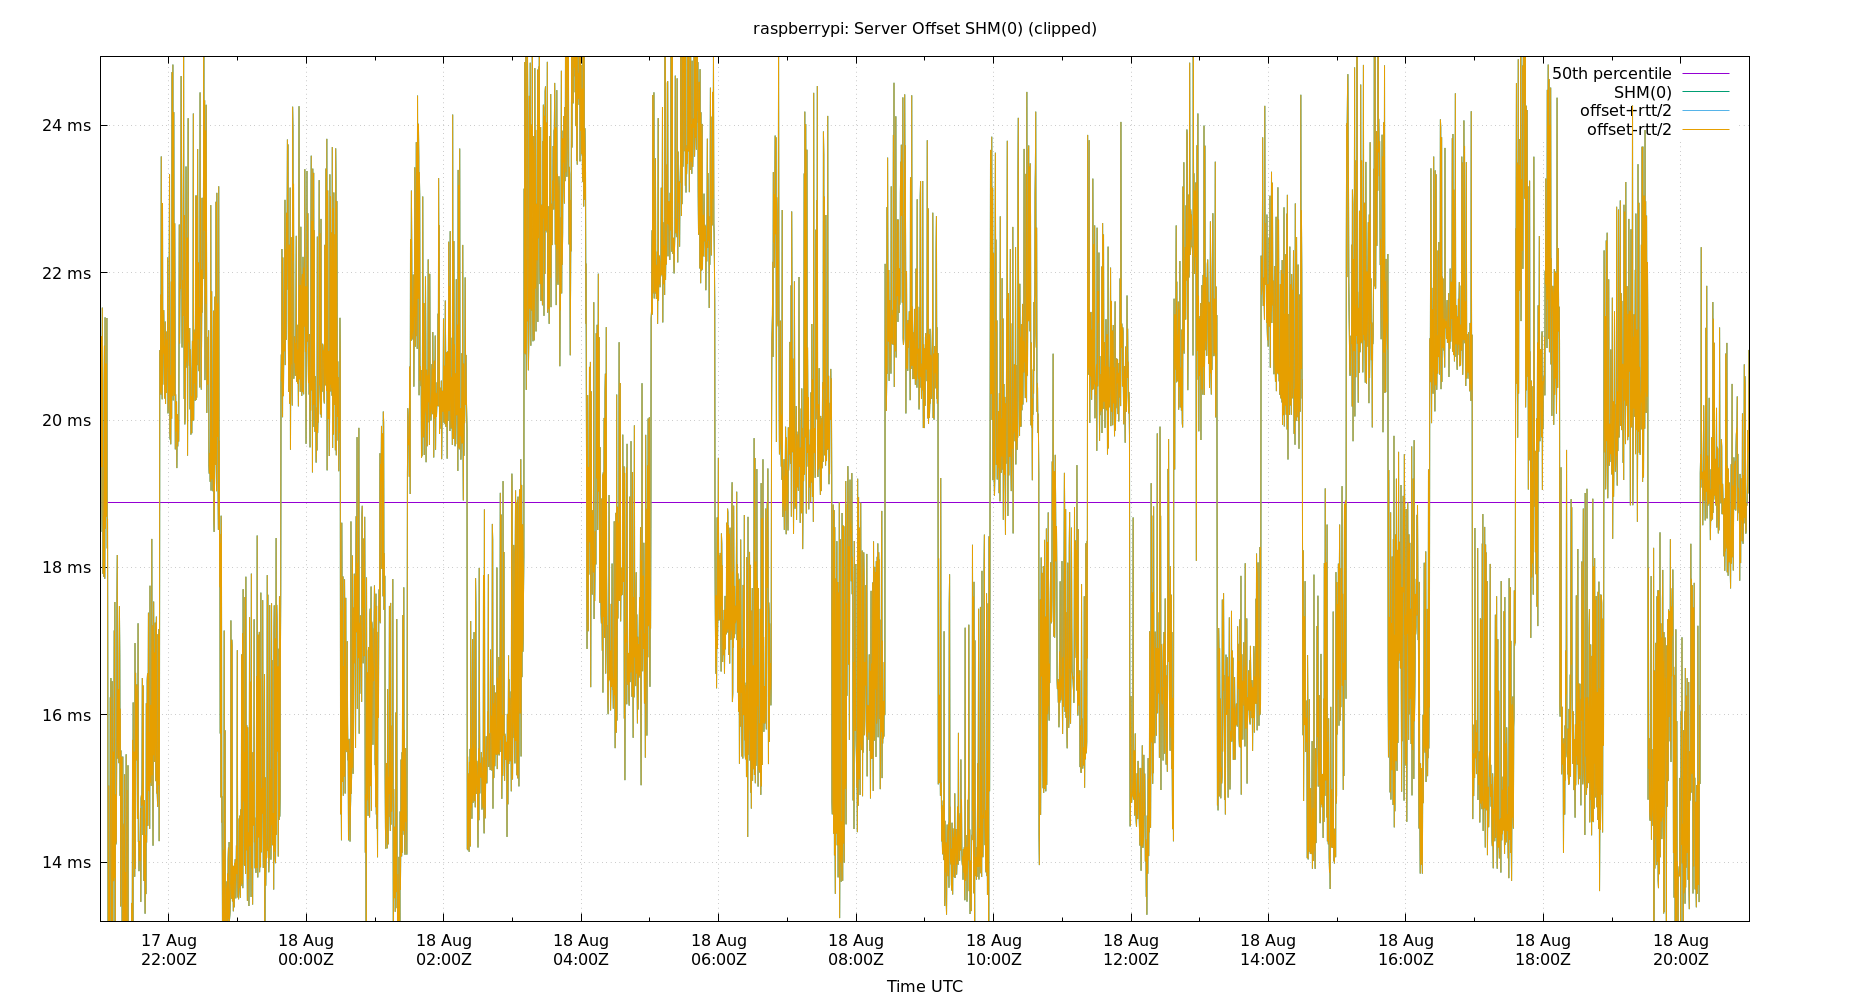 raspberrypi: Server Offset SHM(0) (clipped)
50th percentile
SHM(0)
offset+rtt/2
offset-rtt/2
24 ms
22 ms
20 ms
18 ms
16 ms
14 ms
17 Aug 18 Aug 18 Aug 18 Aug 18 Aug 18 Aug 18 Aug 18 Aug 18 Aug 18 Aug 18 Aug 18 Aug
22:00Z 00:00Z 02:00Z 04:00Z 06:00Z 08:00Z 10:00Z 12:00Z 14:00Z 16:00Z 18:00Z 20:00Z
Time UTC